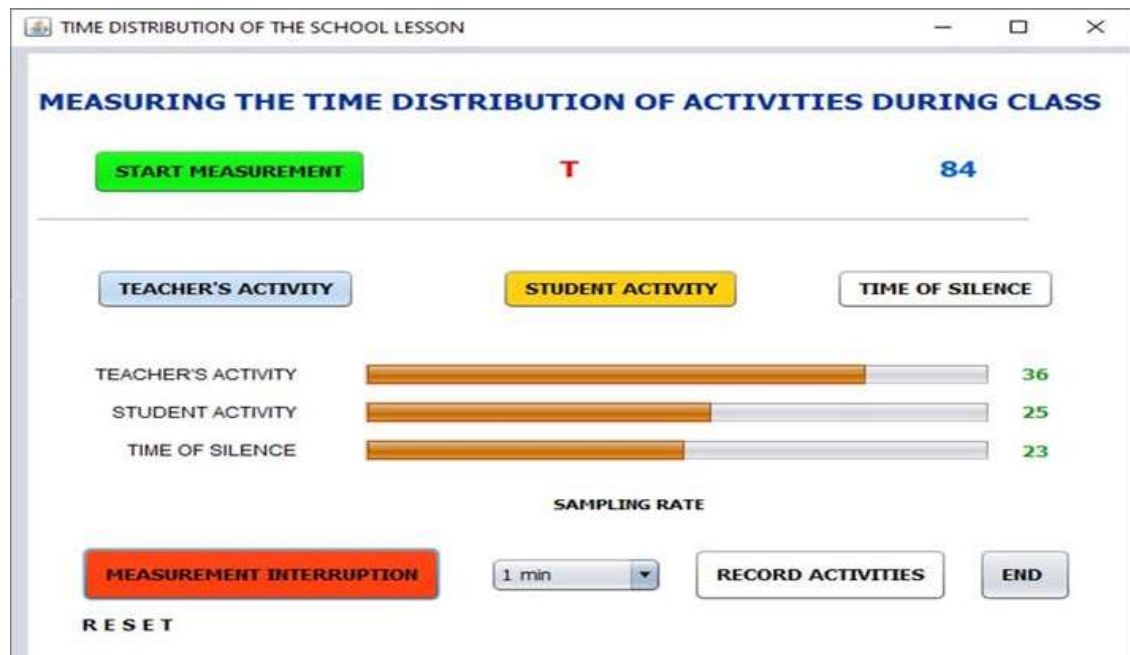 TIME DISTRIBUTION OF THE SCHOOL LESSON
MEASURING THE TIME DISTRIBUTION OF ACTIVITIES DURING CLASS
START MEASUREMENT T 84
TEACHER'S ACTIVITY STUDENT ACTIVITY TIME OF SILENCE
TEACHER'S ACTIVITY 36
STUDENT ACTIVITY 25
TIME OF SILENCE 23
SAMPLING RATE
MEASUREMENT INTERRUPTION 1 min RECORD ACTIVITIES END
RESET